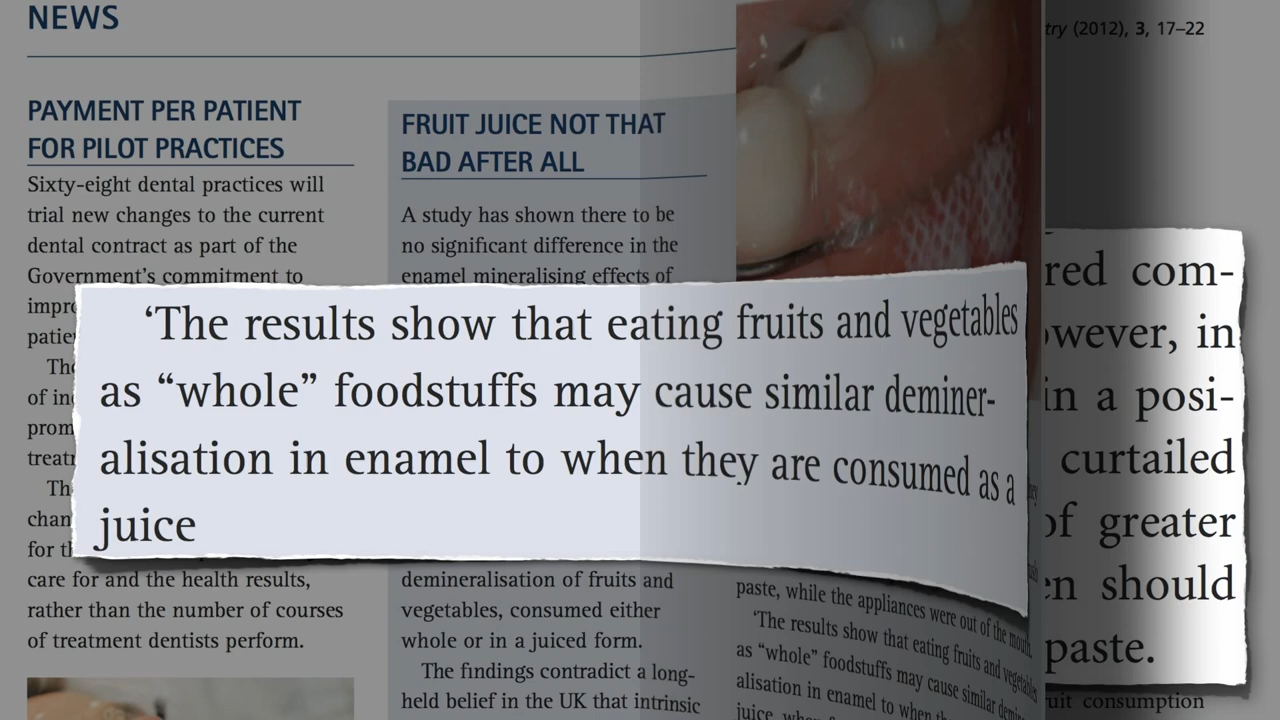 NEWS
PAYMENT PER PATIENT
FOR PILOT PRACTICES
Sixty-eight dental practices will
trial new changes to the current
dental contract as part of the
Government's commitment to
care for and the health results,
rather than the number of courses
of treatment dentists perform.
FRUIT JUICE NOT THAT
BAD AFTER ALL
A study has shown there to be
no significant difference in the
enamel mineralising effects of
‘The results show that eating fruits and vegetables
as “whole” foodstuffs may cause similar deminer-
alisation in enamel to when they are consumed as a
juice
demineralisation of fruits and
vegetables, consumed either
whole or in a juiced form.
The findings contradict a long-
held belief in the UK that intrinsic
paste, while the appliances were out of the mouth.
‘The results show that eating fruits and vegetables
as “whole” foodstuffs may cause similar deminer-
alisation in enamel to when they are consumed as a
juice, when
(2012), 3, 17–22
com-
in
in a posi-
curtailed
of greater
should
paste.
consumption